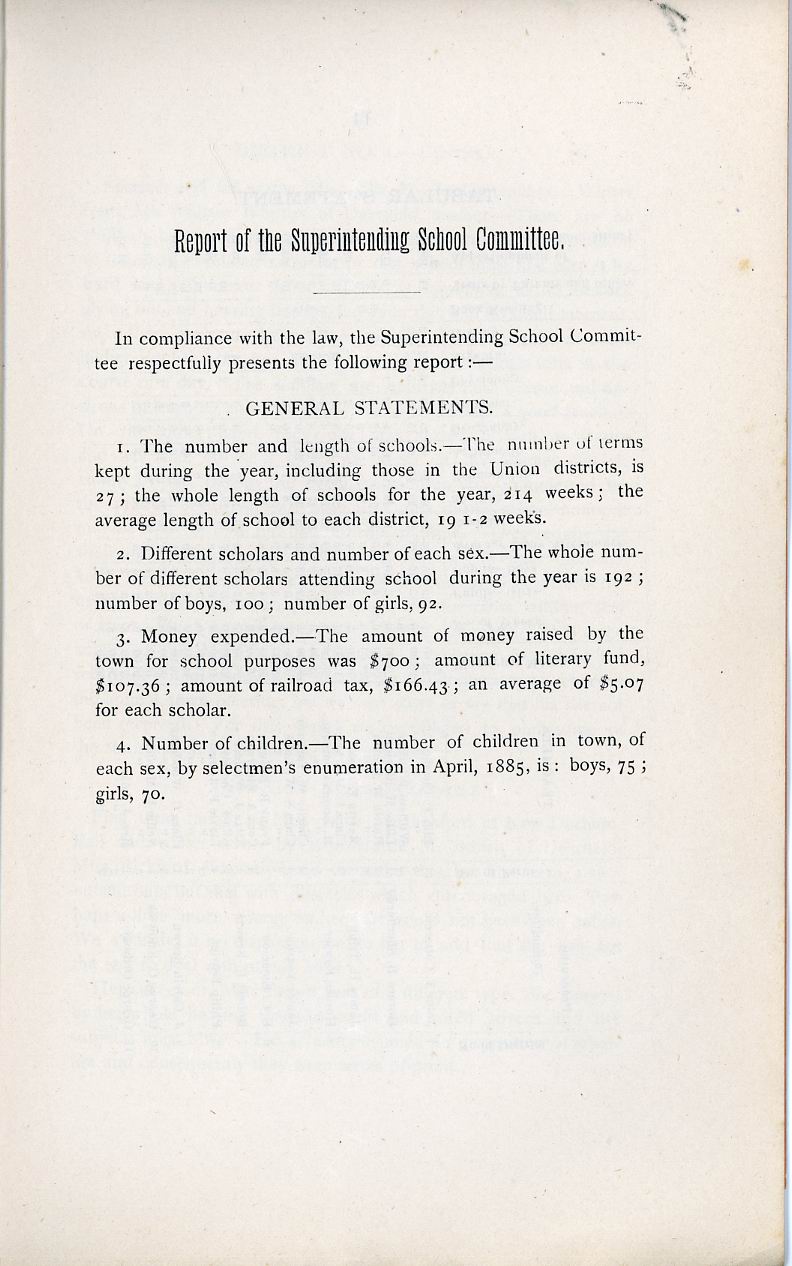 Report of the Superintending School Committee.
In compliance with the law, the Superintending School Commit-
tee respectfully presents the following report :—
GENERAL STATEMENTS.
1. The number and length of schools.—The number of terms
kept during the year, including those in the Union districts, is
27 ; the whole length of schools for the year, 214 weeks ; the
average length of school to each district, 19 1-2 weeks.
2. Different scholars and number of each sex.—The whole num-
ber of different scholars attending school during the year is 192 ;
number of boys, 100 ; number of girls, 92.
3. Money expended.—The amount of money raised by the
town for school purposes was $700 ; amount of literary fund,
$107.36 ; amount of railroad tax, $166.43 ; an average of $5.07
for each scholar.
4. Number of children.—The number of children in town, of
each sex, by selectmen's enumeration in April, 1885, is : boys, 75 ;
girls, 70.